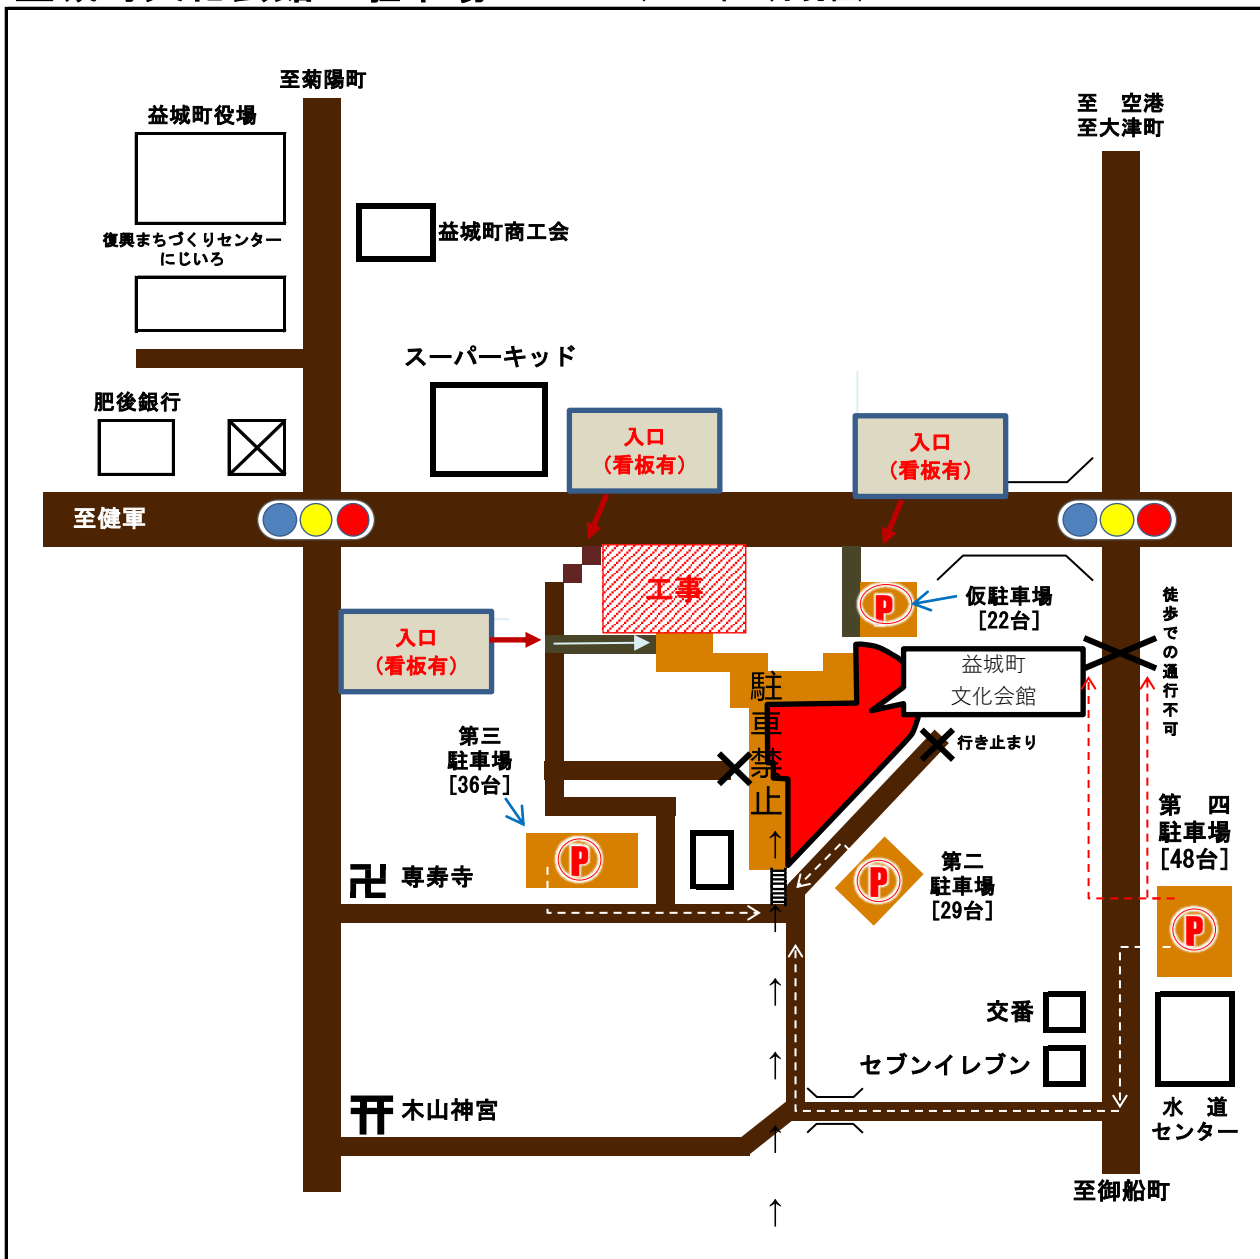 至菊陽町
益城町役場
至　空港
至大津町
益城町商工会
復興まちづくりセンター
にじいろ
スーパーキッド
肥後銀行
入口
(看板有)
入口
(看板有)
至健軍
工事
P
仮駐車場
[22台]
徒歩での通行不可
入口
(看板有)
益城町
文化会館
駐車禁止
行き止まり
第三
駐車場
[36台]
P
第　四
駐車場
[48台]
P
第二
駐車場
[29台]
P
専寿寺
交番
セブンイレブン
木山神宮
水　道
センター
至御船町